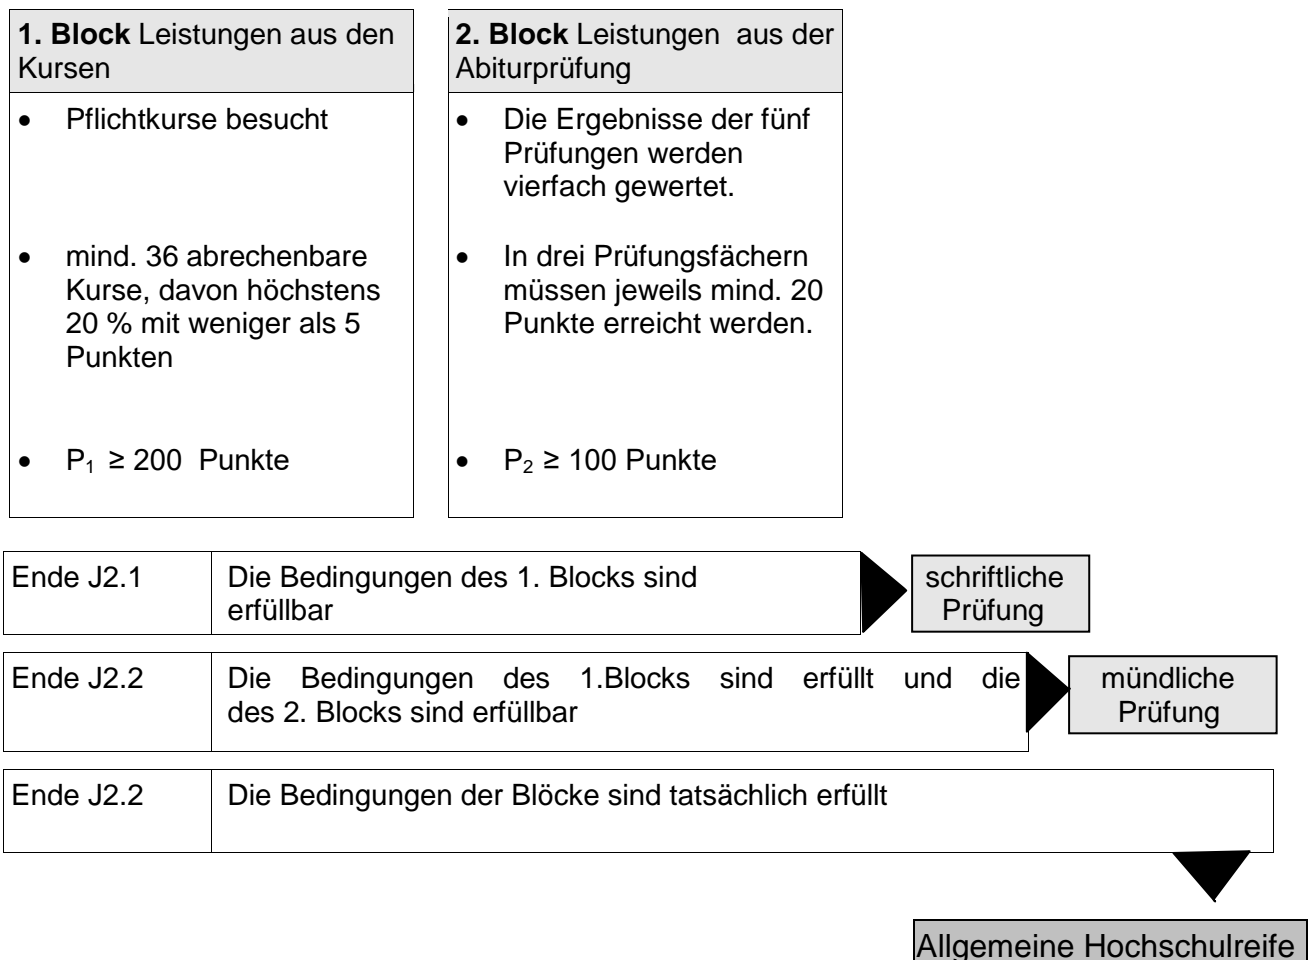 1. Block Leistungen aus den
Kursen
• Pflichtkurse besucht
• mind. 36 abrechenbare
Kurse, davon höchstens
20 % mit weniger als 5
Punkten
• P₁ ≥ 200 Punkte
2. Block Leistungen aus der
Abiturprüfung
• Die Ergebnisse der fünf
Prüfungen werden
vierfach gewertet.
• In drei Prüfungsfächern
müssen jeweils mind. 20
Punkte erreicht werden.
• P₂ ≥ 100 Punkte
Ende J2.1
Die Bedingungen des 1. Blocks sind
erfüllbar
schriftliche
Prüfung
Ende J2.2
Die Bedingungen des 1.Blocks sind erfüllt und die
des 2. Blocks sind erfüllbar
mündliche
Prüfung
Ende J2.2
Die Bedingungen der Blöcke sind tatsächlich erfüllt
Allgemeine Hochschulreife